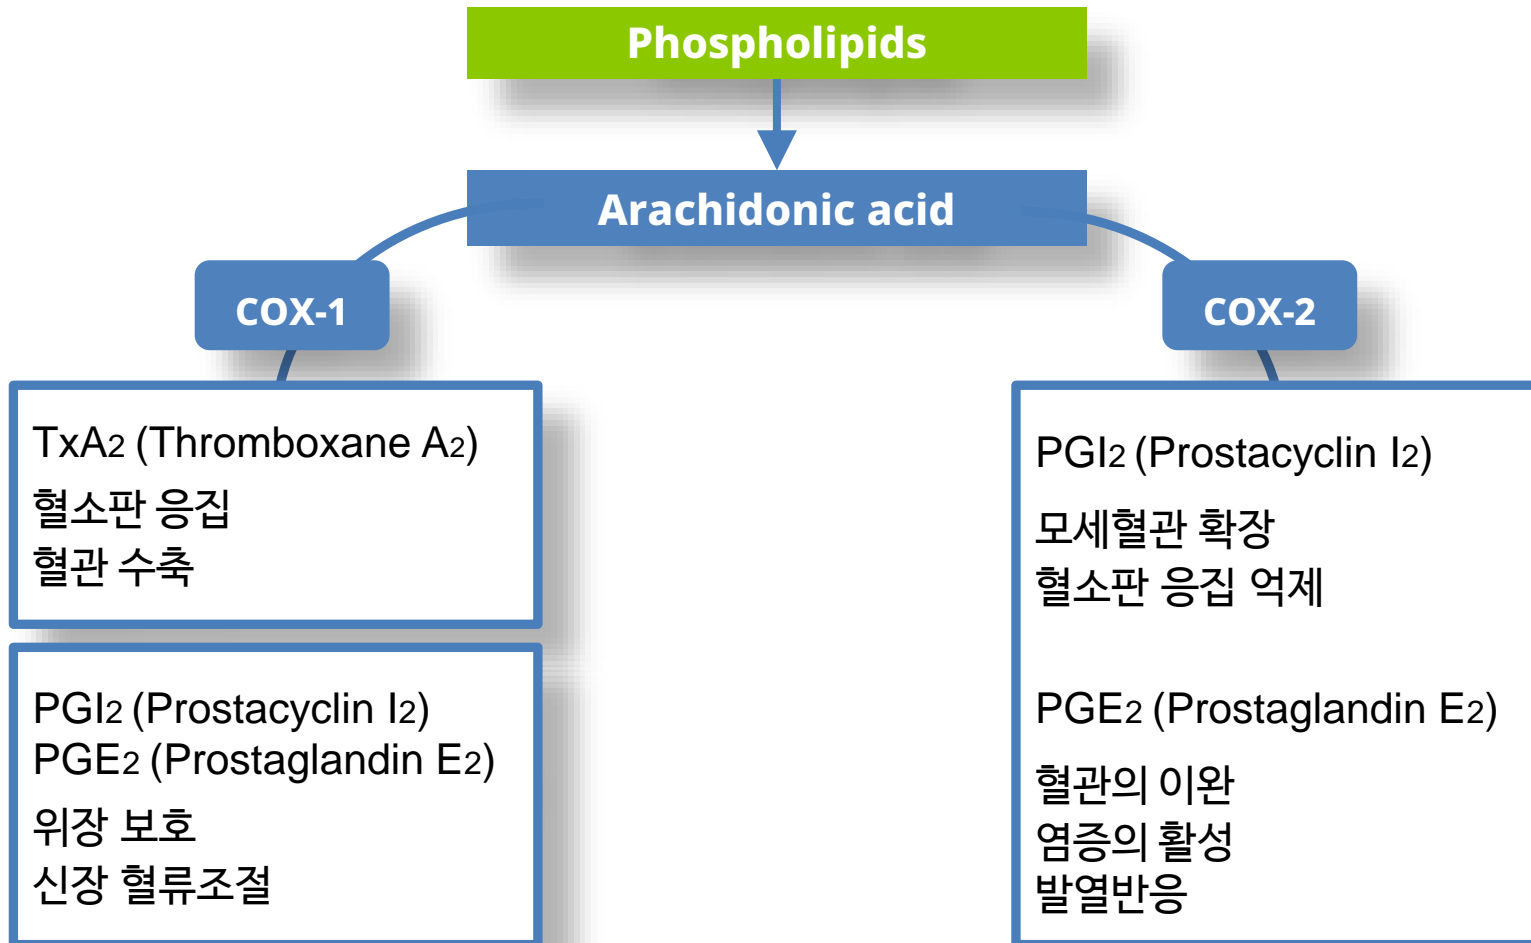 Phospholipids
Arachidonic acid
COX-1
COX-2
TxA2 (Thromboxane A2)
혈소판 응집
혈관 수축
PGI2 (Prostacyclin I2)
PGE2 (Prostaglandin E2)
위장 보호
신장 혈류조절
PGI2 (Prostacyclin I2)
모세혈관 확장
혈소판 응집 억제
PGE2 (Prostaglandin E2)
혈관의 이완
염증의 활성
발열반응